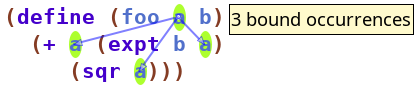 (define (foo a b)
(+ a (expt b a)
(sqr a)))
3 bound occurrences